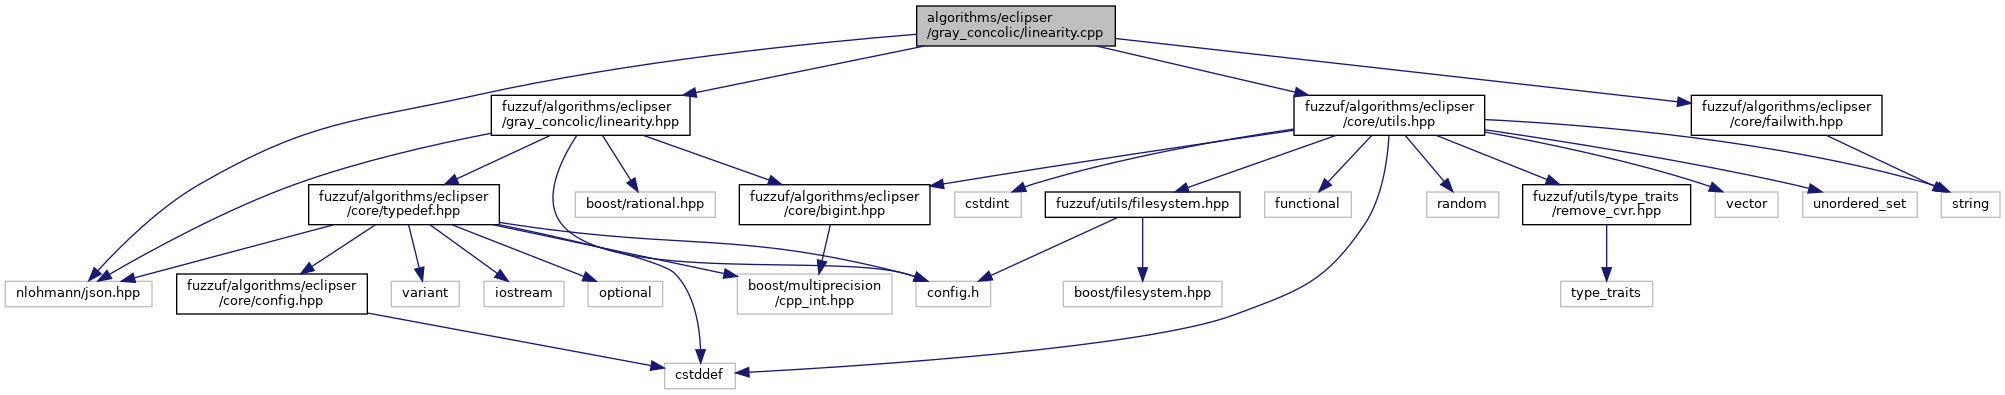 algorithms/eclipser
/gray_concolic/linearity.cpp
fuzzuf/algorithms/eclipser
/gray_concolic/linearity.hpp
fuzzuf/algorithms/eclipser
/core/utils.hpp
fuzzuf/algorithms/eclipser
/core/failwith.hpp
fuzzuf/algorithms/eclipser
/core/typedef.hpp
boost/rational.hpp
fuzzuf/algorithms/eclipser
/core/bigint.hpp
cstdint
fuzzuf/utils/filesystem.hpp
functional
random
fuzzuf/utils/type_traits
/remove_cvr.hpp
vector
unordered_set
string
nlohmann/json.hpp
fuzzuf/algorithms/eclipser
/core/config.hpp
variant
iostream
optional
boost/multiprecision
/cpp_int.hpp
config.h
boost/filesystem.hpp
type_traits
cstddef